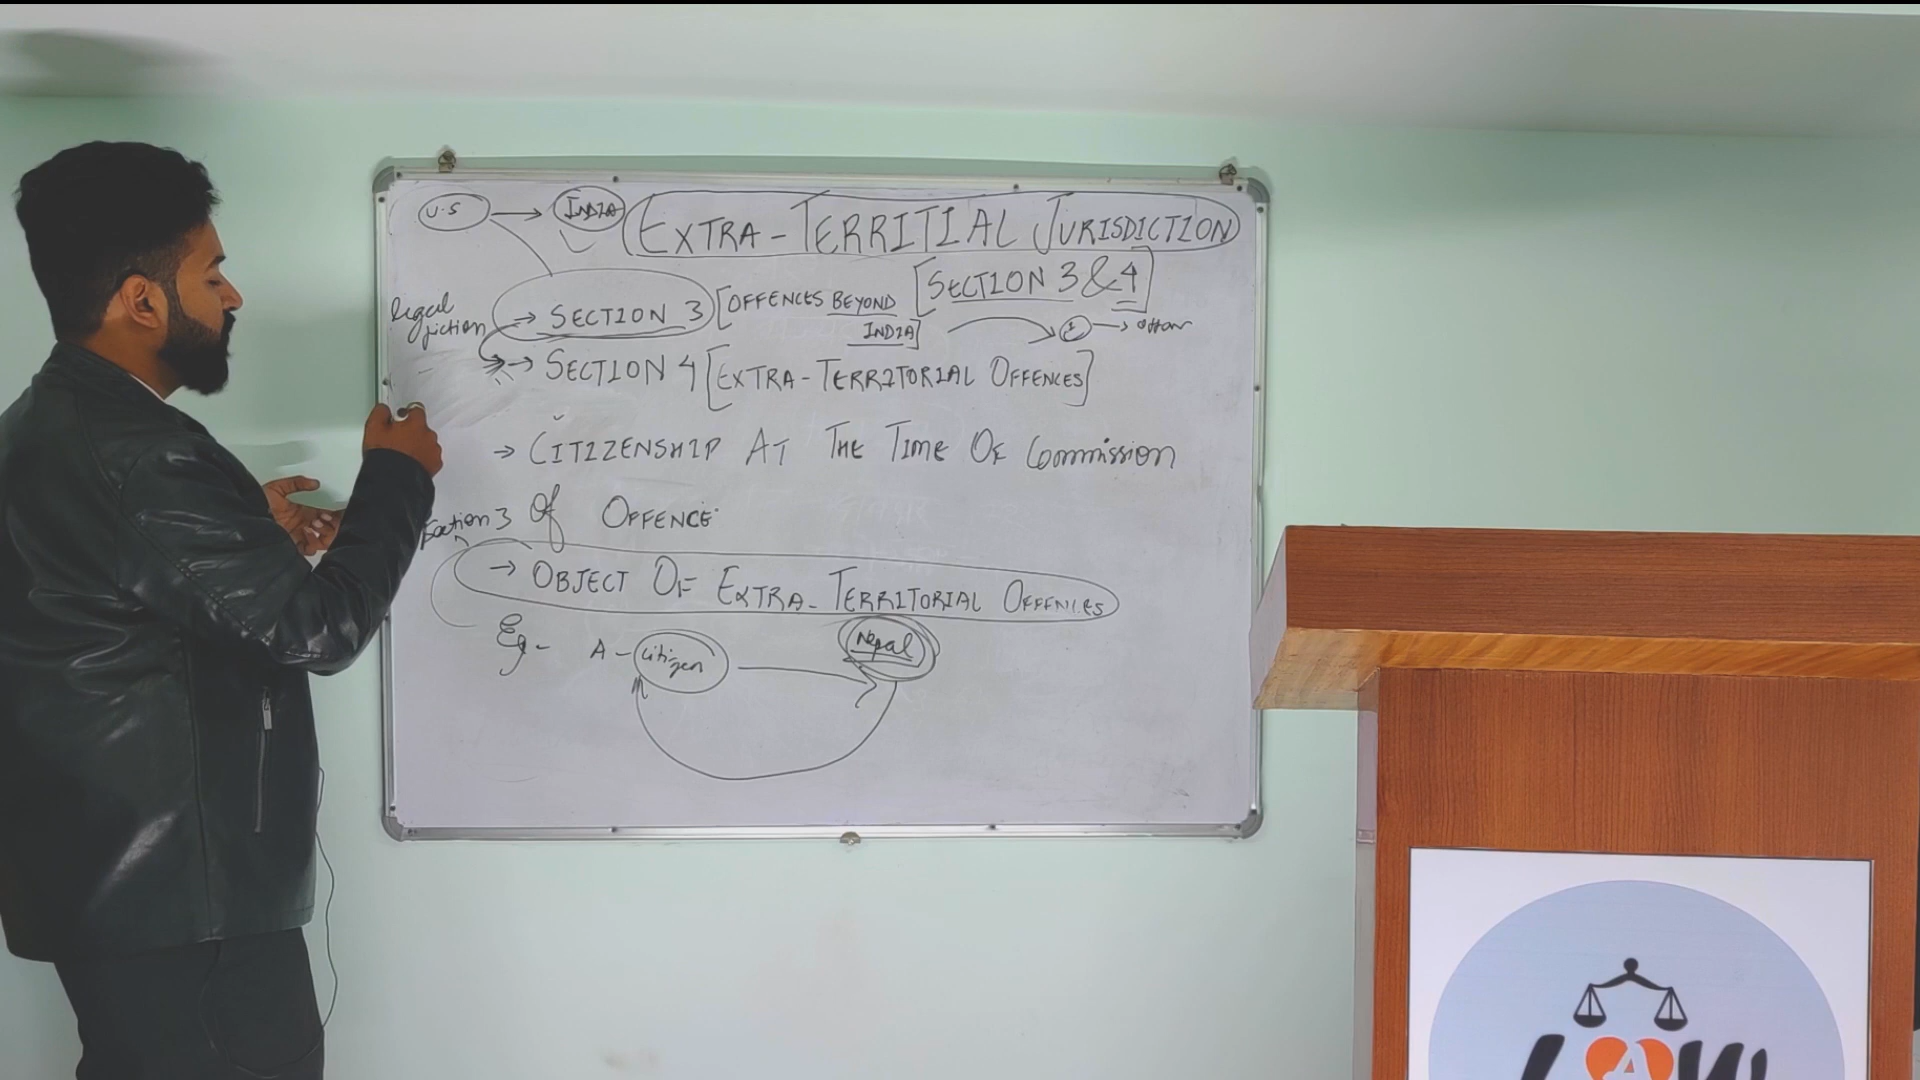 U.S → INDIA EXTRA-TERRITIAL JURISDICTION
[SECTION 3 & 4]
legal fiction
→ SECTION 3 [OFFENCES BEYOND INDIA]
→ SECTION 4 [EXTRA-TERRITORIAL OFFENCES]
→ CITIZENSHIP AT THE TIME OF Commission
Of OFFENCE
Section 3
→ OBJECT OF EXTRA-TERRITORIAL OFFENCES
Eg- A - citizen Nepal
LAW